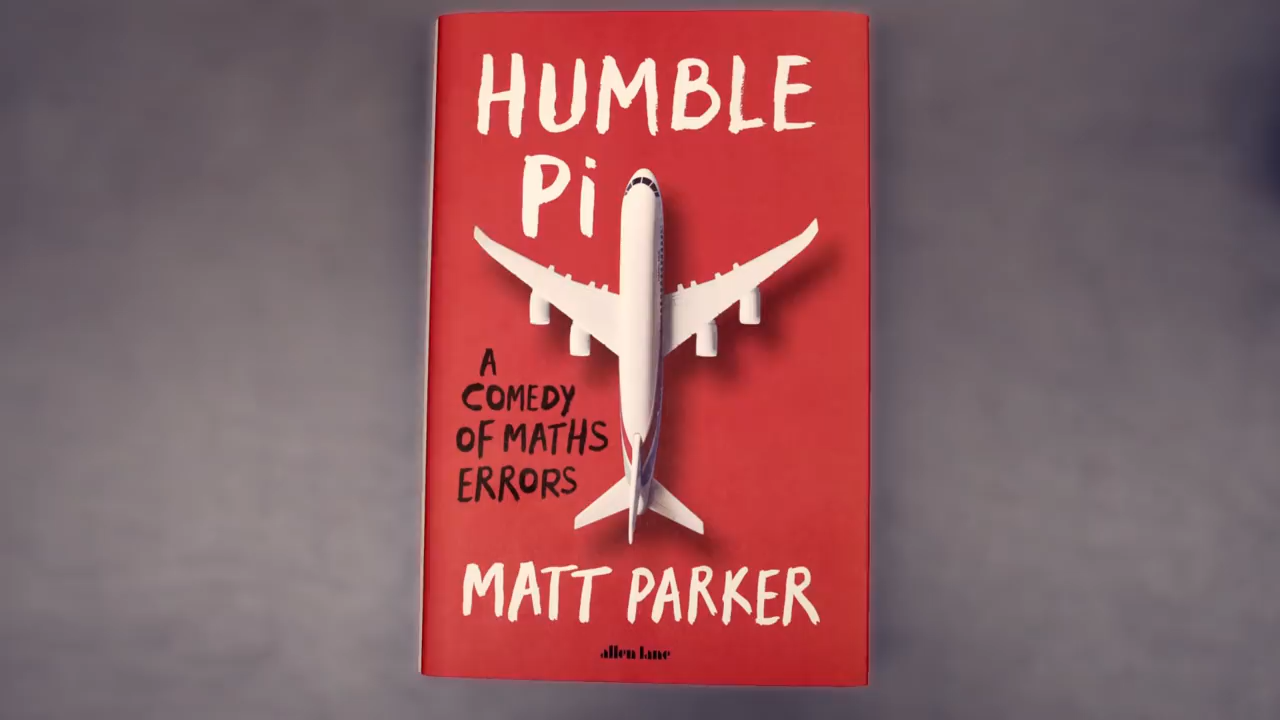 HUMBLE
Pi
A
COMEDY
OF MATHS
ERRORS
MATT PARKER
allen lane